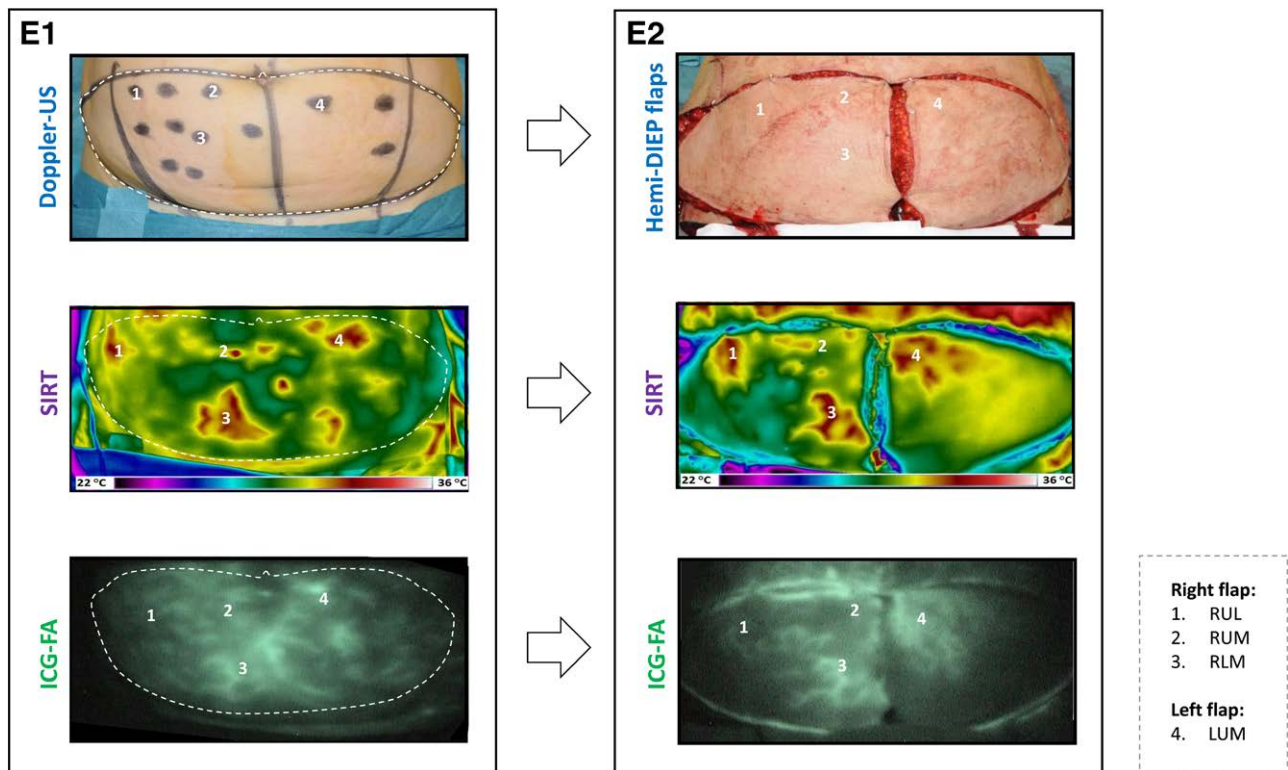 E1
Doppler-US
1
2
3
4
SIRT
1
2
3
4
22 °C
36 °C
ICG-FA
1
2
3
4
E2
Hemi-DIEP flaps
1
2
3
4
SIRT
1
2
3
4
22 °C
36 °C
ICG-FA
1
2
3
4
Right flap:
1. RUL
2. RUM
3. RLM
Left flap:
4. LUM